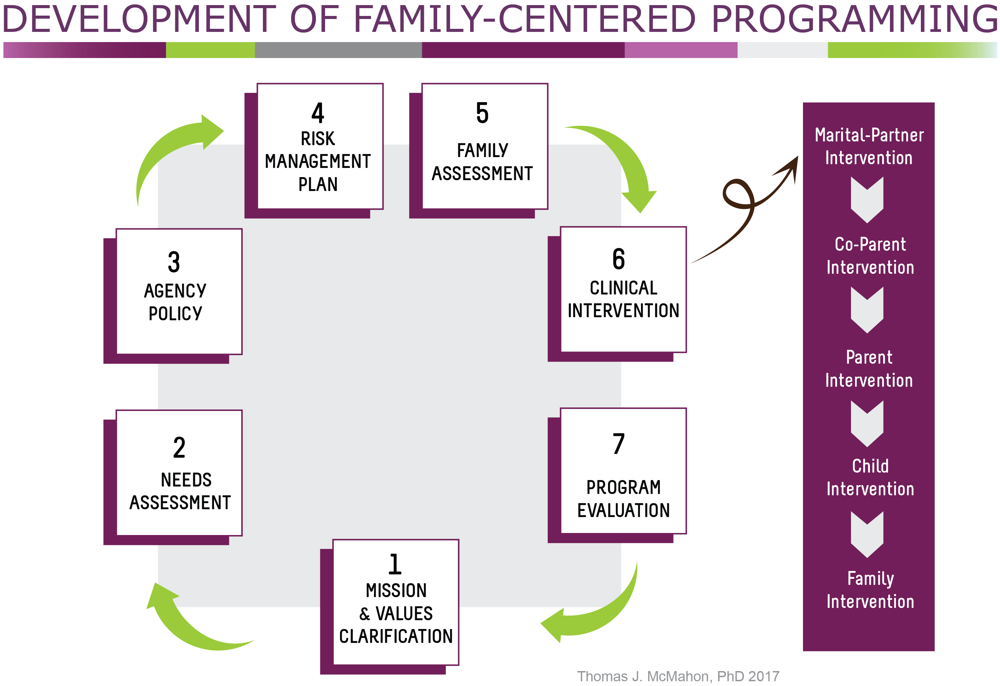 DEVELOPMENT OF FAMILY-CENTERED PROGRAMMING
4
RISK
MANAGEMENT
PLAN
5
FAMILY
ASSESSMENT
3
AGENCY
POLICY
6
CLINICAL
INTERVENTION
2
NEEDS
ASSESSMENT
7
PROGRAM
EVALUATION
1
MISSION
& VALUES
CLARIFICATION
Marital-Partner
Intervention
Co-Parent
Intervention
Parent
Intervention
Child
Intervention
Family
Intervention
Thomas J. McMahon, PhD 2017